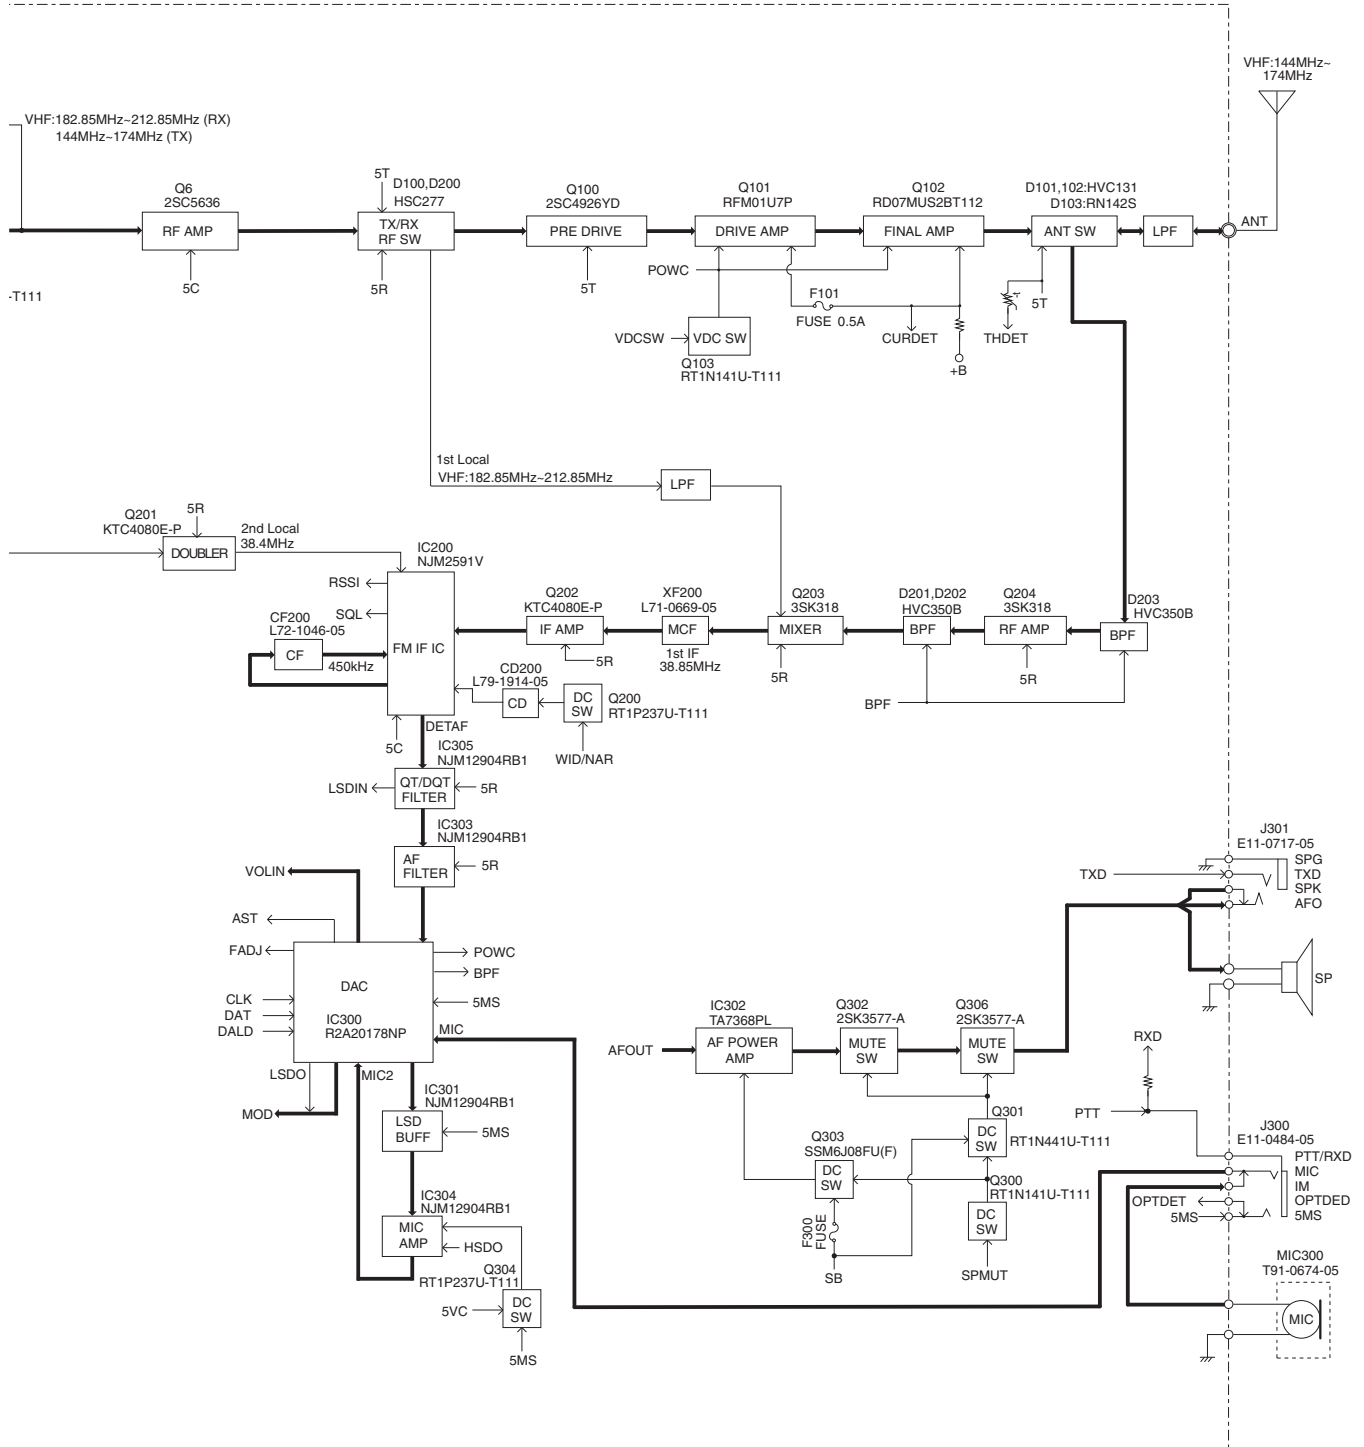 VHF:144MHz~
174MHz
VHF:182.85MHz~212.85MHz (RX)
144MHz~174MHz (TX)
Q6
2SC5636
RF AMP
5C
-T111
5T
D100,D200
HSC277
TX/RX
RF SW
5R
Q100
2SC4926YD
PRE DRIVE
5T
Q101
RFM01U7P
DRIVE AMP
POWC
Q102
RD07MUS2BT112
FINAL AMP
D101,102:HVC131
D103:RN142S
ANT SW
LPF
ANT
F101
FUSE 0.5A
VDCSW
VDC SW
Q103
RT1N141U-T111
CURDET
+B
t
THDET
5T
1st Local
VHF:182.85MHz~212.85MHz
LPF
Q201
KTC4080E-P
5R
DOUBLER
2nd Local
38.4MHz
IC200
NJM2591V
RSSI
SQL
FM IF IC
CF200
L72-1046-05
CF
450kHz
Q202
KTC4080E-P
IF AMP
5R
XF200
L71-0669-05
MCF
1st IF
38.85MHz
Q203
3SK318
MIXER
5R
D201,D202
HVC350B
BPF
Q204
3SK318
RF AMP
5R
D203
HVC350B
BPF
BPF
CD200
L79-1914-05
CD
DC
SW
Q200
RT1P237U-T111
WID/NAR
5C
DETAF
IC305
NJM12904RB1
LSDIN
QT/DQT
FILTER
5R
IC303
NJM12904RB1
AF
FILTER
5R
VOLIN
AST
FADJ
POWC
BPF
DAC
CLK
DAT
DALD
IC300
R2A20178NP
5MS
MIC
LSDO
MIC2
MOD
IC301
NJM12904RB1
LSD
BUFF
5MS
IC304
NJM12904RB1
MIC
AMP
HSDO
Q304
RT1P237U-T111
5VC
DC
SW
5MS
J301
E11-0717-05
SPG
TXD
TXD
SPK
AFO
SP
IC302
TA7368PL
AFOUT
AF POWER
AMP
Q302
2SK3577-A
MUTE
SW
Q306
2SK3577-A
MUTE
SW
Q301
DC
SW
RT1N441U-T111
Q303
SSM6J08FU(F)
DC
SW
Q300
RT1N141U-T111
DC
SW
F300
FUSE
SB
SPMUT
RXD
PTT
J300
E11-0484-05
PTT/RXD
MIC
IM
OPTDET
OPTDED
5MS
5MS
MIC300
T91-0674-05
MIC